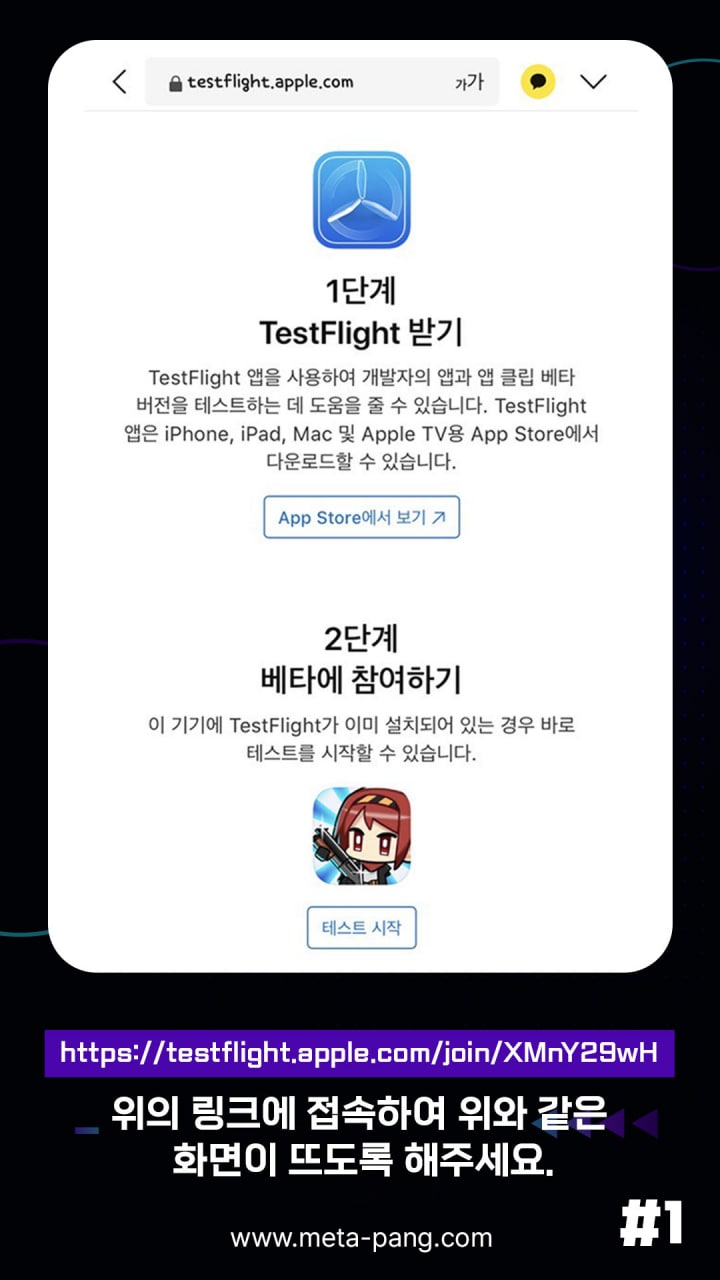 testflight.apple.com
가가
1단계
TestFlight 받기
TestFlight 앱을 사용하여 개발자의 앱과 앱 클립 베타
버전을 테스트하는 데 도움을 줄 수 있습니다. TestFlight
앱은 iPhone, iPad, Mac 및 Apple TV용 App Store에서
다운로드할 수 있습니다.
App Store에서 보기
2단계
베타에 참여하기
이 기기에 TestFlight가 이미 설치되어 있는 경우 바로
테스트를 시작할 수 있습니다.
테스트 시작
https://testflight.apple.com/join/XMnY29wH
위의 링크에 접속하여 위와 같은
화면이 뜨도록 해주세요.
#1
www.meta-pang.com